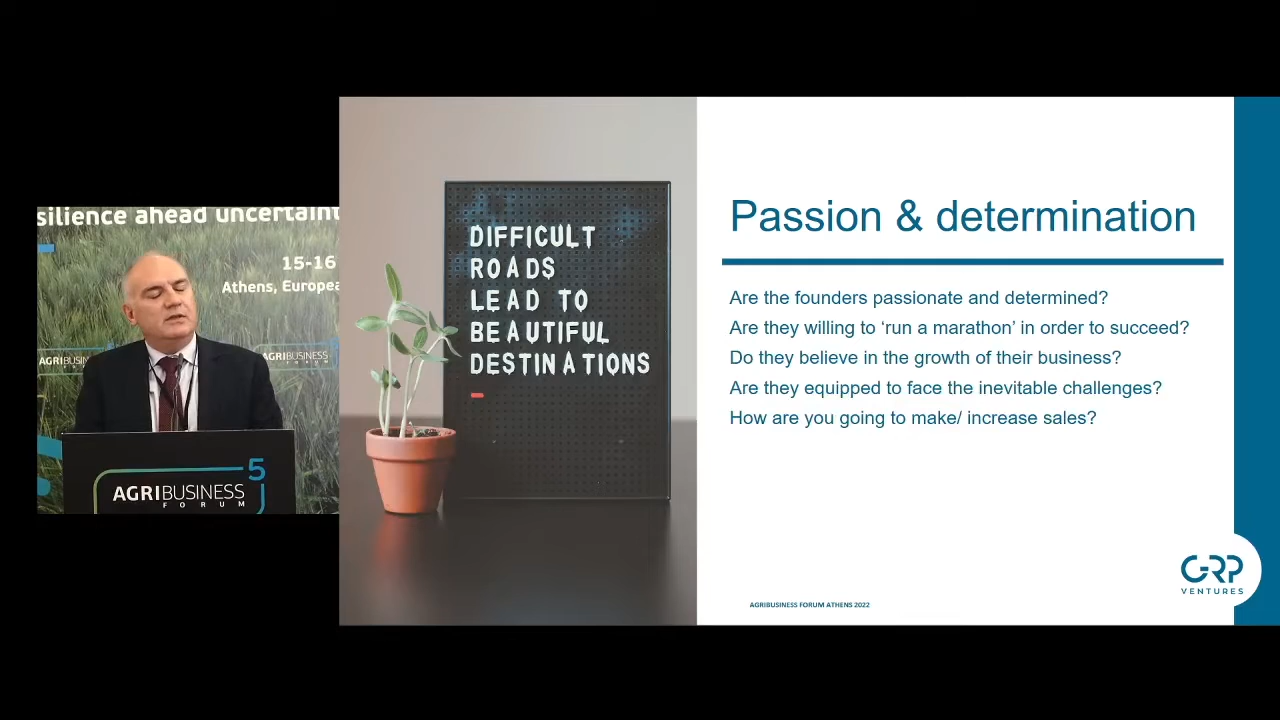 silience ahead uncertaint
15-16
Athens, Europea
AGRIBUSINESS
FORUM
AGRIBUSINESS
FORUM
5
AGRIBUSINESS
FORUM
DIFFICULT
ROADS
LEAD TO
BEAUTIFUL
DESTINATIONS
Passion & determination
Are the founders passionate and determined?
Are they willing to ‘run a marathon’ in order to succeed?
Do they believe in the growth of their business?
Are they equipped to face the inevitable challenges?
How are you going to make/ increase sales?
GRP
VENTURES
AGRIBUSINESS FORUM ATHENS 2022